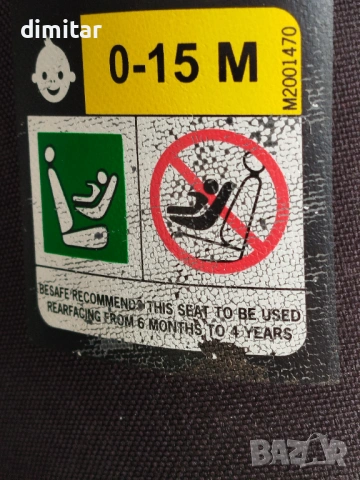 dimitar
0-15 M
M2001470
BESAFE RECOMMENDS THIS SEAT TO BE USED
REARFACING FROM 6 MONTHS TO 4 YEARS
BAZAR